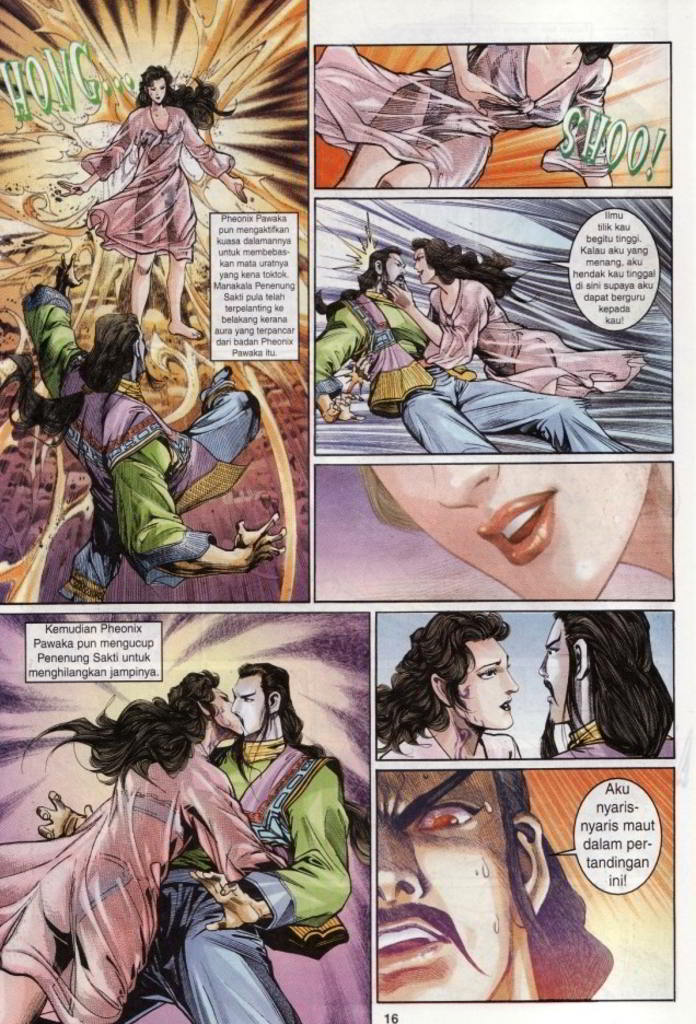 HONG...
Pheonix Pawaka
pun mengaktifkan
kuasa dalamannya
untuk membebas-
kan mata uratnya
yang kena toktok.
Manakala Penenung
Sakti pula telah
terpelanting ke
belakang kerana
aura yang terpancar
dari badan Pheonix
Pawaka itu.
SHOO!
Ilmu
tilik kau
begitu tinggi.
Kalau aku yang
menang, aku
hendak kau tinggal
di sini supaya aku
dapat berguru
kepada
kau!
Kemudian Pheonix
Pawaka pun mengucup
Penenung Sakti untuk
menghilangkan jampinya.
Aku
nyaris-
nyaris maut
dalam per-
tandingan
ini!
16